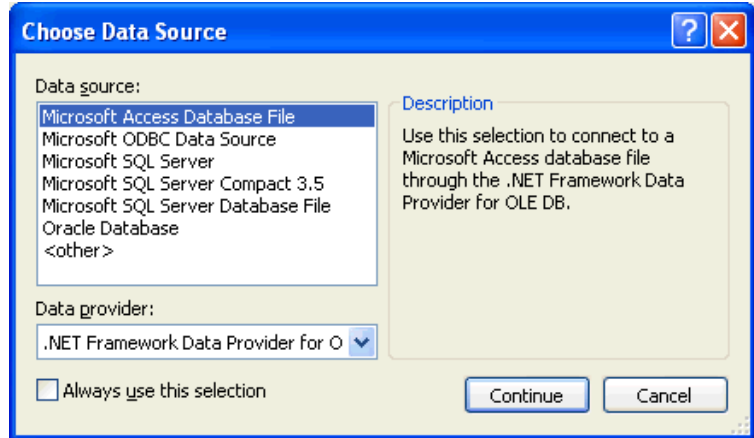 Choose Data Source
Data source:
Microsoft Access Database File
Microsoft ODBC Data Source
Microsoft SQL Server
Microsoft SQL Server Compact 3.5
Microsoft SQL Server Database File
Oracle Database
<other>
Description
Use this selection to connect to a
Microsoft Access database file
through the .NET Framework Data
Provider for OLE DB.
Data provider:
.NET Framework Data Provider for O
Always use this selection
Continue
Cancel